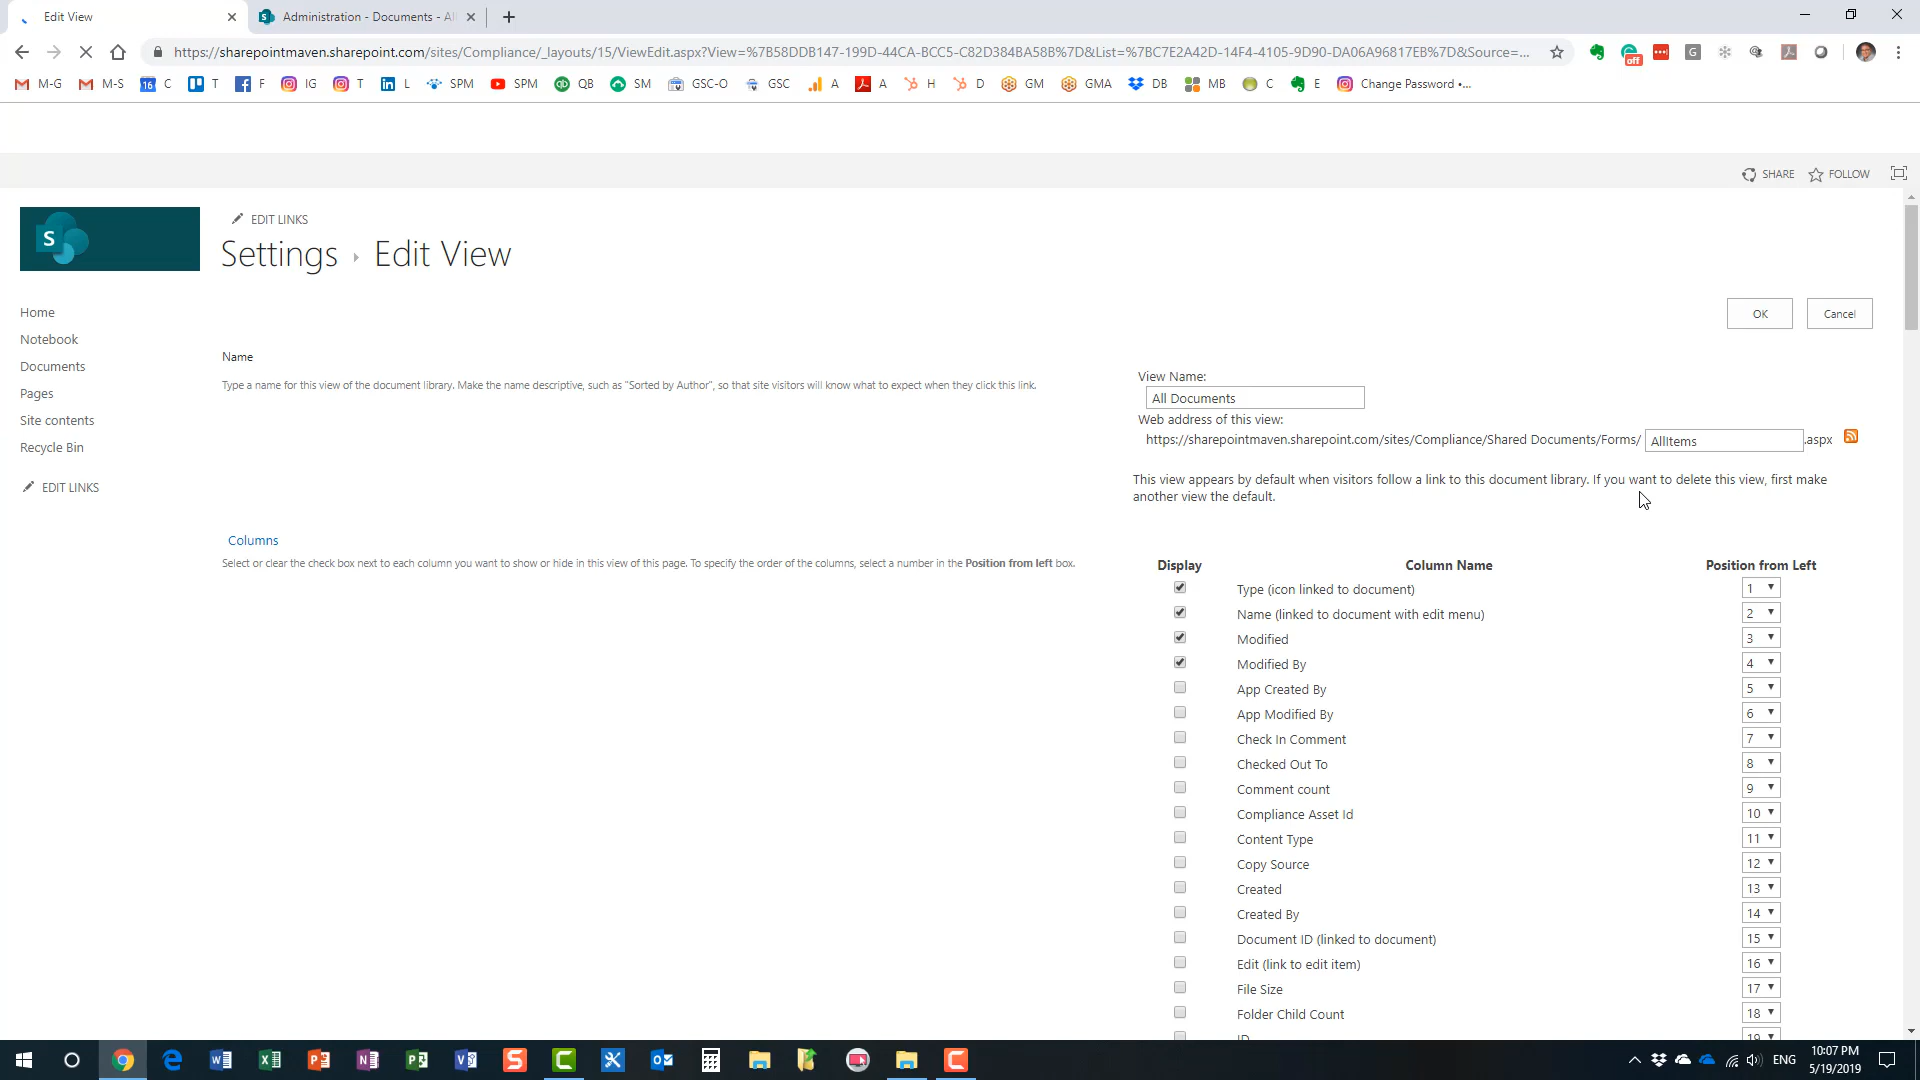 Edit View
Administration - Documents - All
https://sharepointmaven.sharepoint.com/sites/Compliance/_layouts/15/ViewEdit.aspx?View=%7B58DDB147-199D-44CA-BCC5-C82D384BA58B%7D&List=%7BC7E2A42D-14F4-4105-9D90-DA06A96817EB%7D&Source=...
off
G
M-G
M-S
16 C
T
F
IG
T
L
SPM
SPM
QB
SM
GSC-O
GSC
A
A
H
D
GM
GMA
DB
MB
C
E
Change Password •...
SHARE
FOLLOW
S
EDIT LINKS
Settings ▸ Edit View
OK
Cancel
Home
Notebook
Documents
Pages
Site contents
Recycle Bin
EDIT LINKS
Name
Type a name for this view of the document library. Make the name descriptive, such as "Sorted by Author", so that site visitors will know what to expect when they click this link.
View Name:
All Documents
Web address of this view:
https://sharepointmaven.sharepoint.com/sites/Compliance/Shared Documents/Forms/ AllItems .aspx
This view appears by default when visitors follow a link to this document library. If you want to delete this view, first make
another view the default.
Columns
Select or clear the check box next to each column you want to show or hide in this view of this page. To specify the order of the columns, select a number in the Position from left box.
Display Column Name Position from Left
Type (icon linked to document) 1
Name (linked to document with edit menu) 2
Modified 3
Modified By 4
App Created By 5
App Modified By 6
Check In Comment 7
Checked Out To 8
Comment count 9
Compliance Asset Id 10
Content Type 11
Copy Source 12
Created 13
Created By 14
Document ID (linked to document) 15
Edit (link to edit item) 16
File Size 17
Folder Child Count 18
ID 19
ENG
10:07 PM
5/19/2019